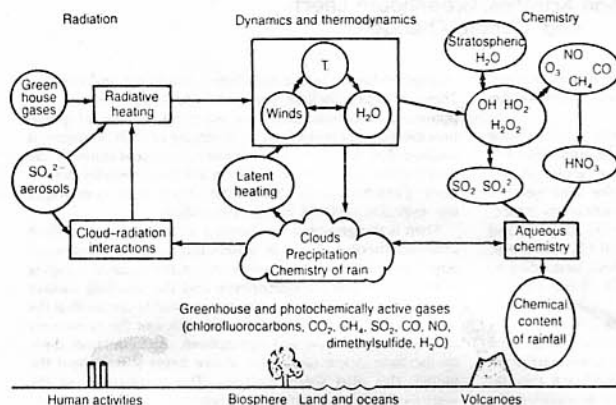 Radiation
Dynamics and thermodynamics
Chemistry
Green
house
gases
Radiative
heating
SO₄²⁻
aerosols
Cloud-radiation
interactions
T
Winds
H₂O
Latent
heating
Clouds
Precipitation
Chemistry of rain
Stratospheric
H₂O
O₃ NO CO
CH₄
OH HO₂
H₂O₂
SO₂ SO₄²
HNO₃
Aqueous
chemistry
Chemical
content
of rainfall
Greenhouse and photochemically active gases
(chlorofluorocarbons, CO₂, CH₄, SO₂, CO, NO,
dimethylsulfide, H₂O)
Human activities
Biosphere
Land and oceans
Volcanoes